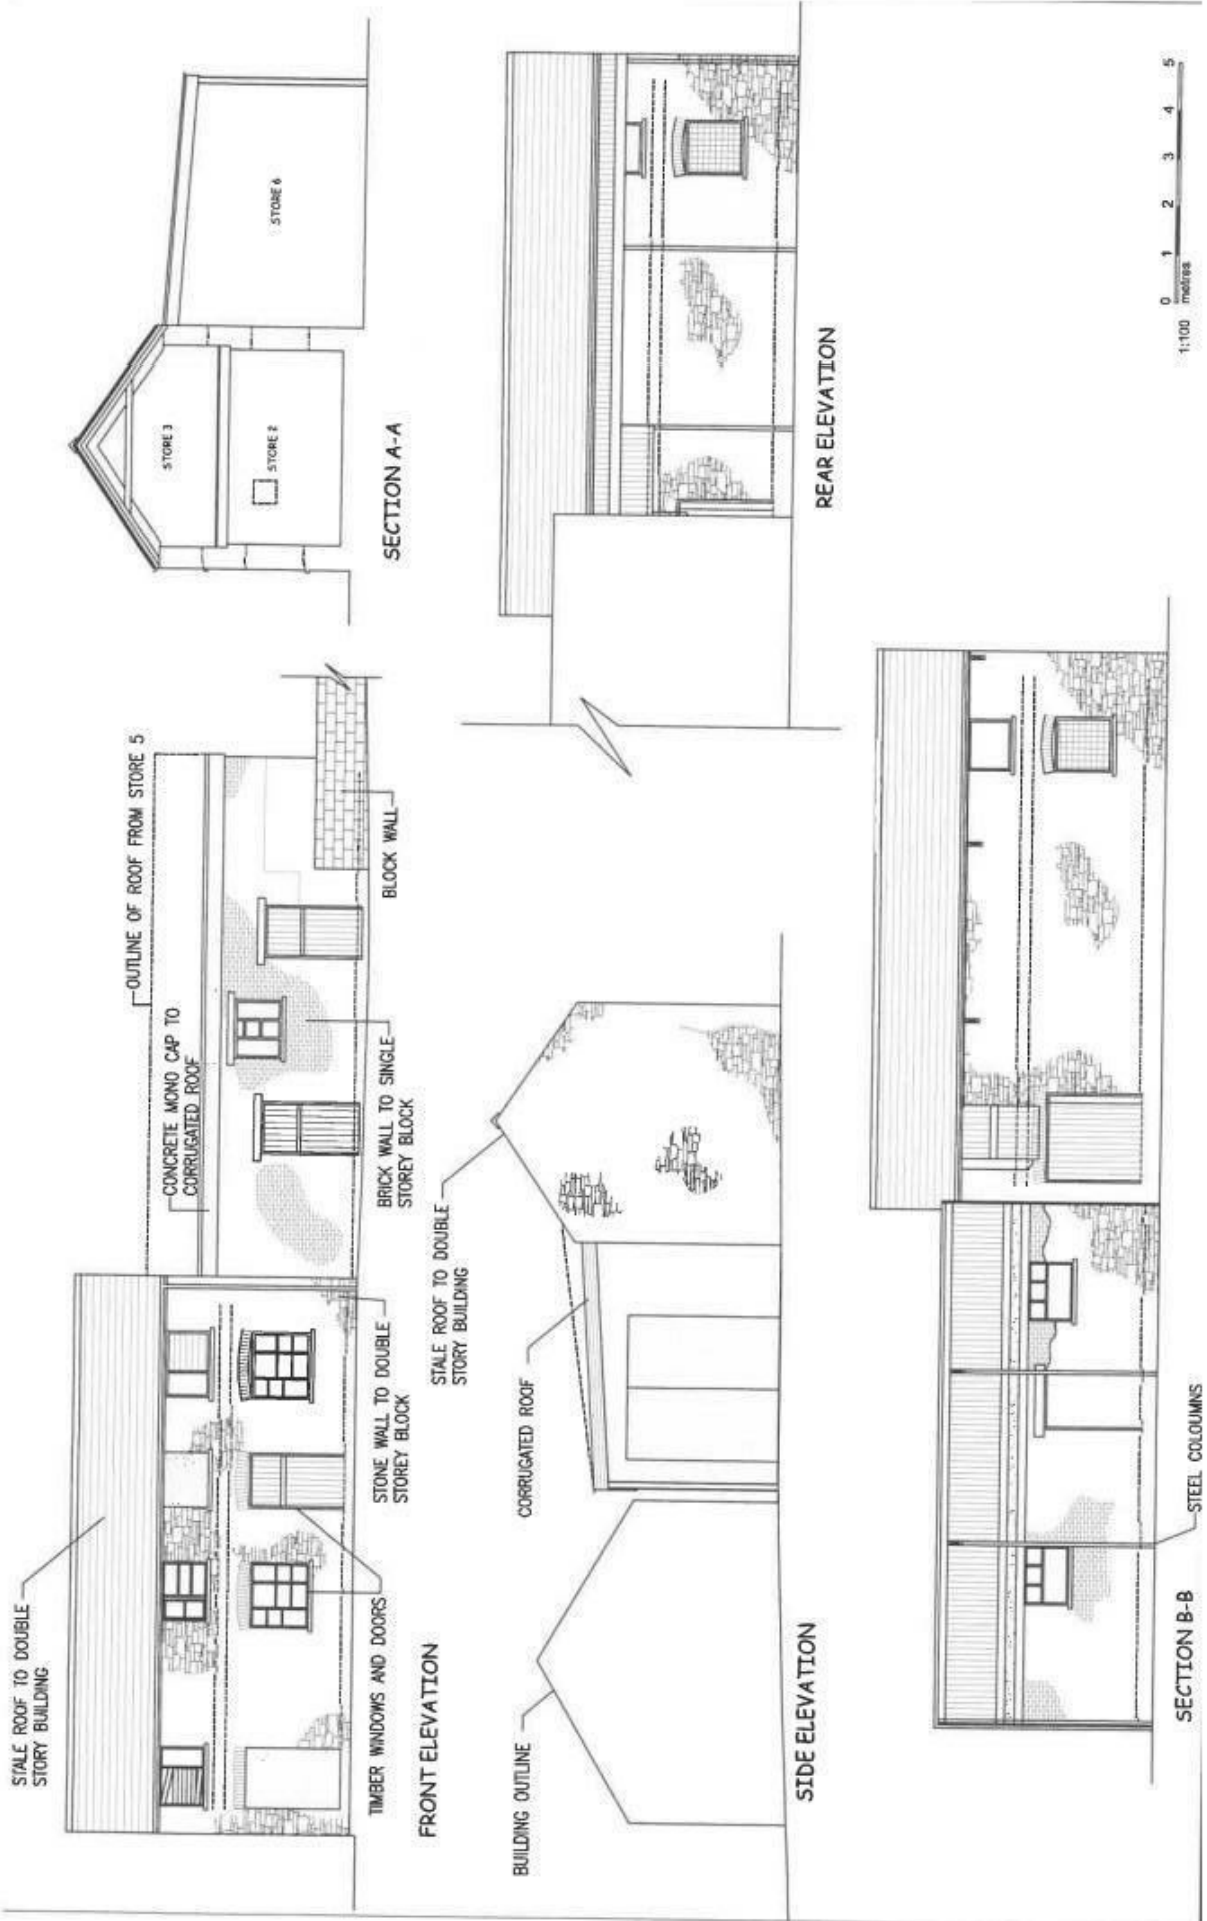 STALE ROOF TO DOUBLE
STORY BUILDING
OUTLINE OF ROOF FROM STORE 5
CONCRETE MONO CAP TO
CORRUGATED ROOF
TIMBER WINDOWS AND DOORS
STONE WALL TO DOUBLE
STOREY BLOCK
BRICK WALL TO SINGLE
STOREY BLOCK
BLOCK WALL
FRONT ELEVATION
STORE 3
STORE 2
STORE 6
SECTION A-A
BUILDING OUTLINE
CORRUGATED ROOF
STALE ROOF TO DOUBLE
STORY BUILDING
SIDE ELEVATION
REAR ELEVATION
STEEL COLOUMNS
SECTION B-B
0 1 2 3 4 5
1:100 metres